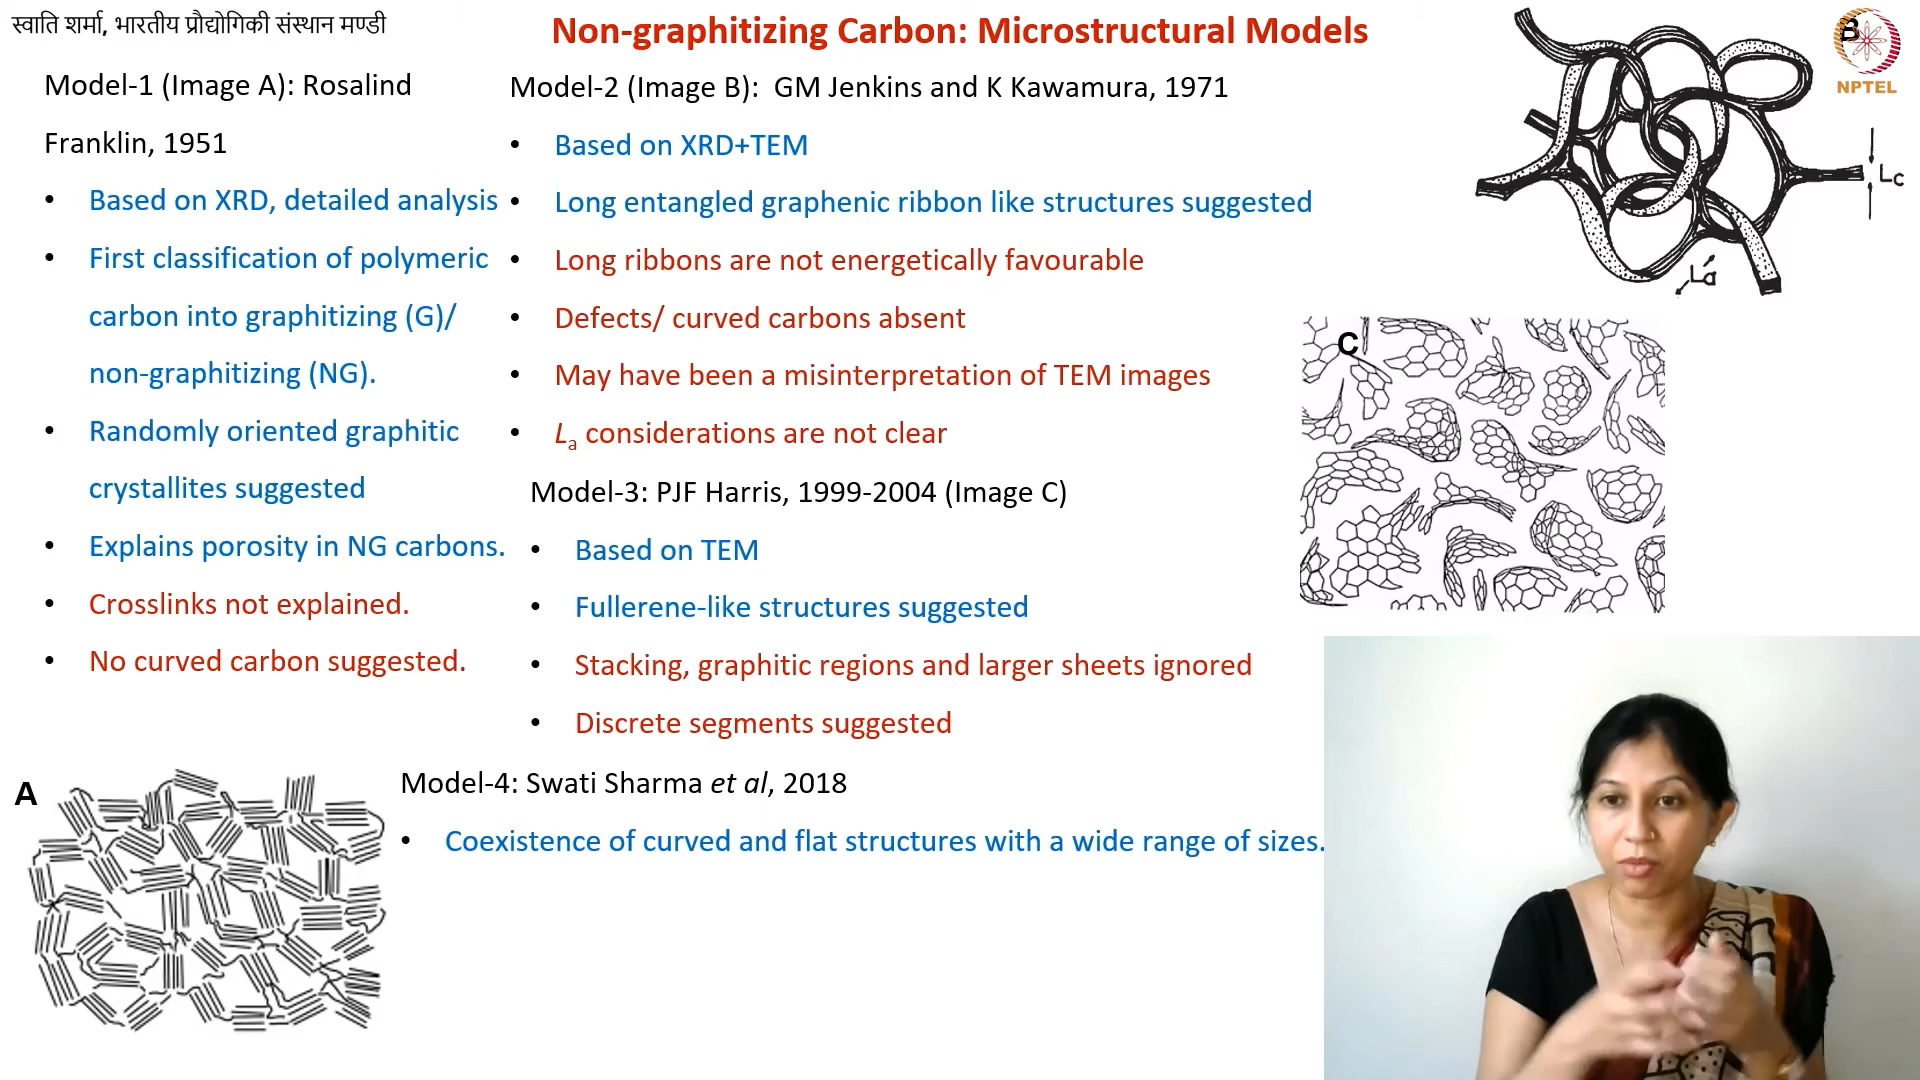 स्वाति शर्मा, भारतीय प्रौद्योगिकी संस्थान मण्डी
Non-graphitizing Carbon: Microstructural Models
B
NPTEL
Model-1 (Image A): Rosalind
Franklin, 1951
• Based on XRD, detailed analysis
• First classification of polymeric
carbon into graphitizing (G)/
non-graphitizing (NG).
• Randomly oriented graphitic
crystallites suggested
• Explains porosity in NG carbons.
• Crosslinks not explained.
• No curved carbon suggested.
Model-2 (Image B): GM Jenkins and K Kawamura, 1971
• Based on XRD+TEM
• Long entangled graphenic ribbon like structures suggested
• Long ribbons are not energetically favourable
• Defects/ curved carbons absent
• May have been a misinterpretation of TEM images
• La considerations are not clear
Model-3: PJF Harris, 1999-2004 (Image C)
• Based on TEM
• Fullerene-like structures suggested
• Stacking, graphitic regions and larger sheets ignored
• Discrete segments suggested
Model-4: Swati Sharma et al, 2018
• Coexistence of curved and flat structures with a wide range of sizes.
Lc
La
C
A